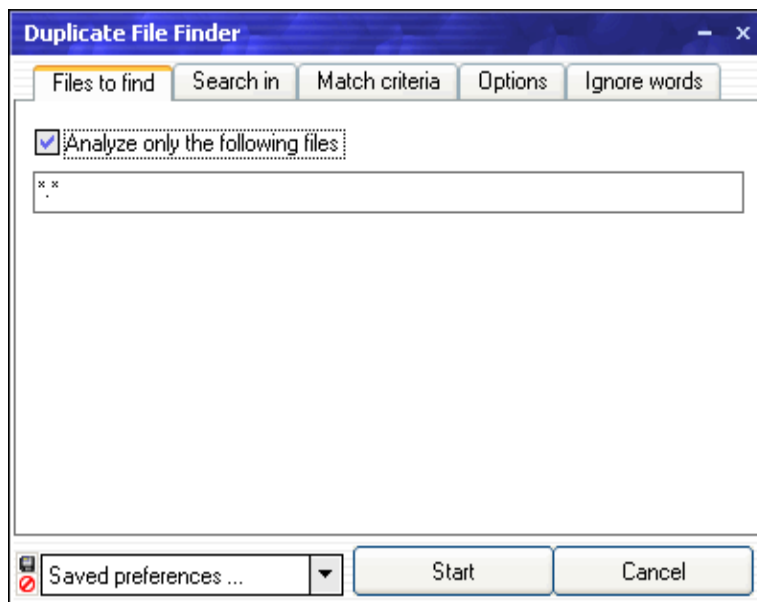 Duplicate File Finder
Files to find Search in Match criteria Options Ignore words
Analyze only the following files
*.*
Saved preferences ... Start Cancel